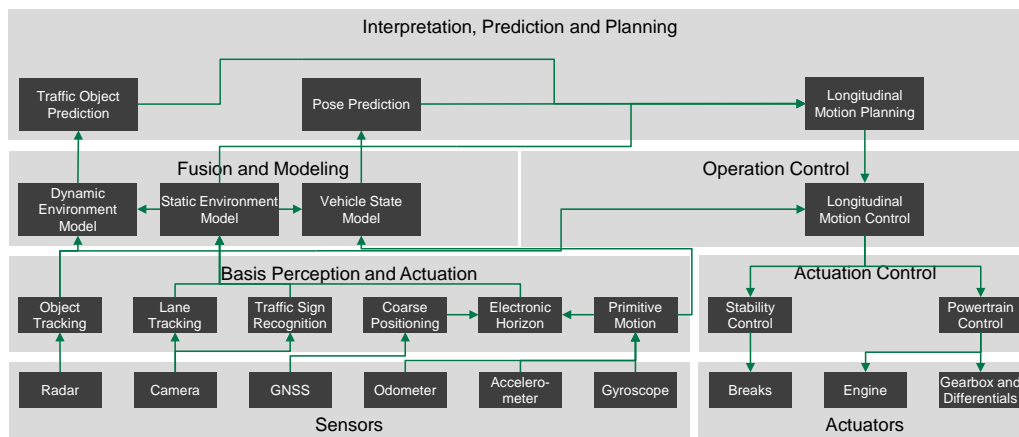 Interpretation, Prediction and Planning
Traffic Object
Prediction
Pose Prediction
Longitudinal
Motion Planning
Fusion and Modeling
Operation Control
Dynamic
Environment
Model
Static Environment
Model
Vehicle State
Model
Longitudinal
Motion Control
Basis Perception and Actuation
Actuation Control
Object
Tracking
Lane
Tracking
Traffic Sign
Recognition
Coarse
Positioning
Electronic
Horizon
Primitive
Motion
Stability
Control
Powertrain
Control
Radar
Camera
GNSS
Odometer
Accelero-
meter
Gyroscope
Breaks
Engine
Gearbox and
Differentials
Sensors
Actuators